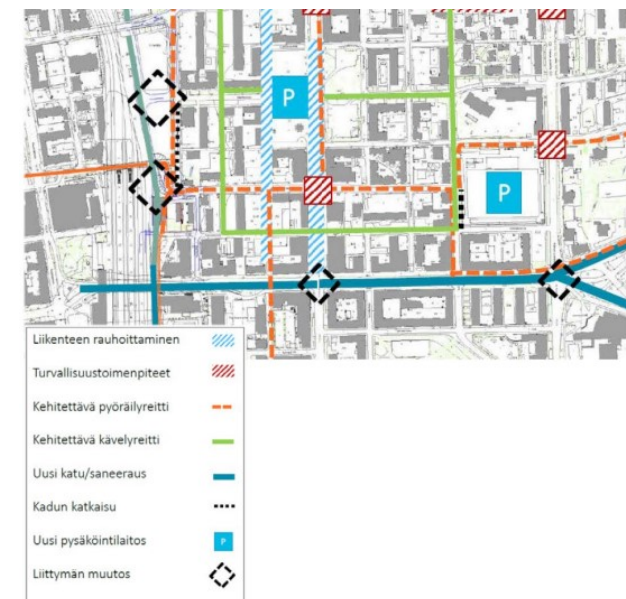 P
P
Liikenteen rauhoittaminen
Turvallisuustoimenpiteet
Kehitettävä pyöräilyreitti
Kehitettävä kävelyreitti
Uusi katu/saneeraus
Kadun katkaisu
Uusi pysäköintilaitos P
Liittymän muutos